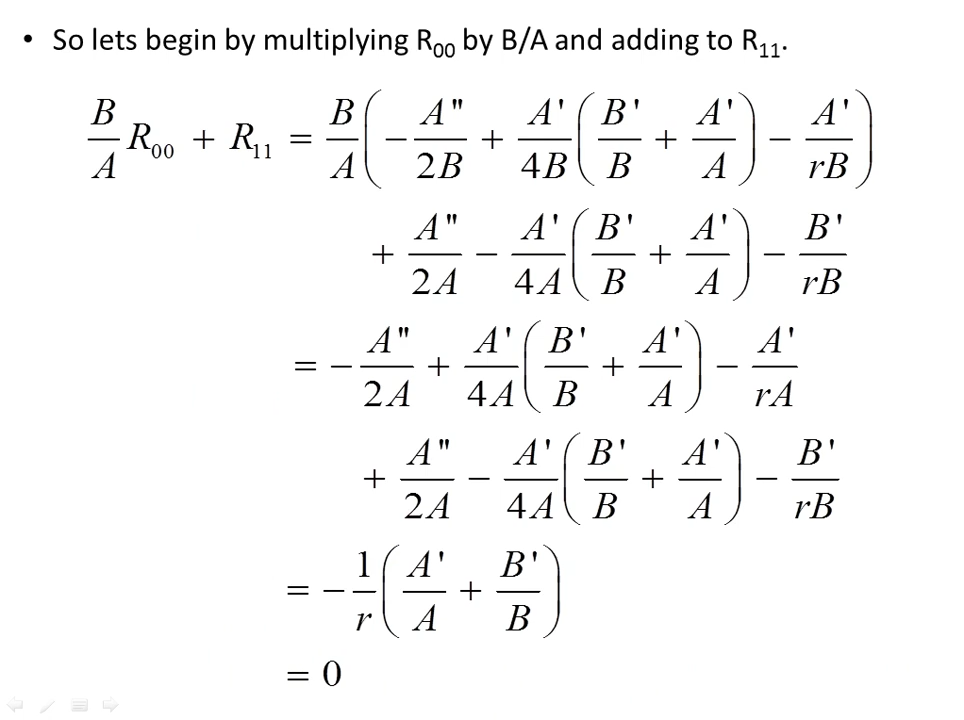 • So lets begin by multiplying R₀₀ by B/A and adding to R₁₁.
B/A R₀₀ + R₁₁ = B/A ( − A''/2B + A'/4B ( B'/B + A'/A ) − A'/rB )
+ A''/2A − A'/4A ( B'/B + A'/A ) − B'/rB
= − A''/2A + A'/4A ( B'/B + A'/A ) − A'/rA
+ A''/2A − A'/4A ( B'/B + A'/A ) − B'/rB
= − 1/r ( A'/A + B'/B )
= 0